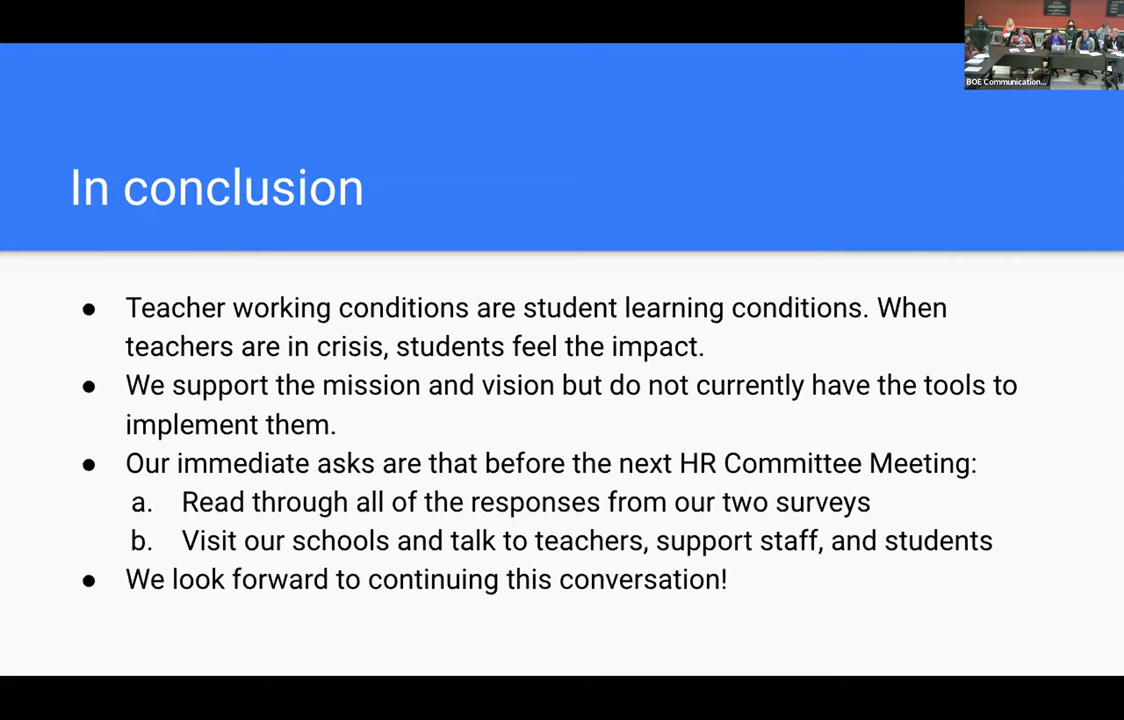 BOE Communication...
In conclusion
● Teacher working conditions are student learning conditions. When
teachers are in crisis, students feel the impact.
● We support the mission and vision but do not currently have the tools to
implement them.
● Our immediate asks are that before the next HR Committee Meeting:
a. Read through all of the responses from our two surveys
b. Visit our schools and talk to teachers, support staff, and students
● We look forward to continuing this conversation!